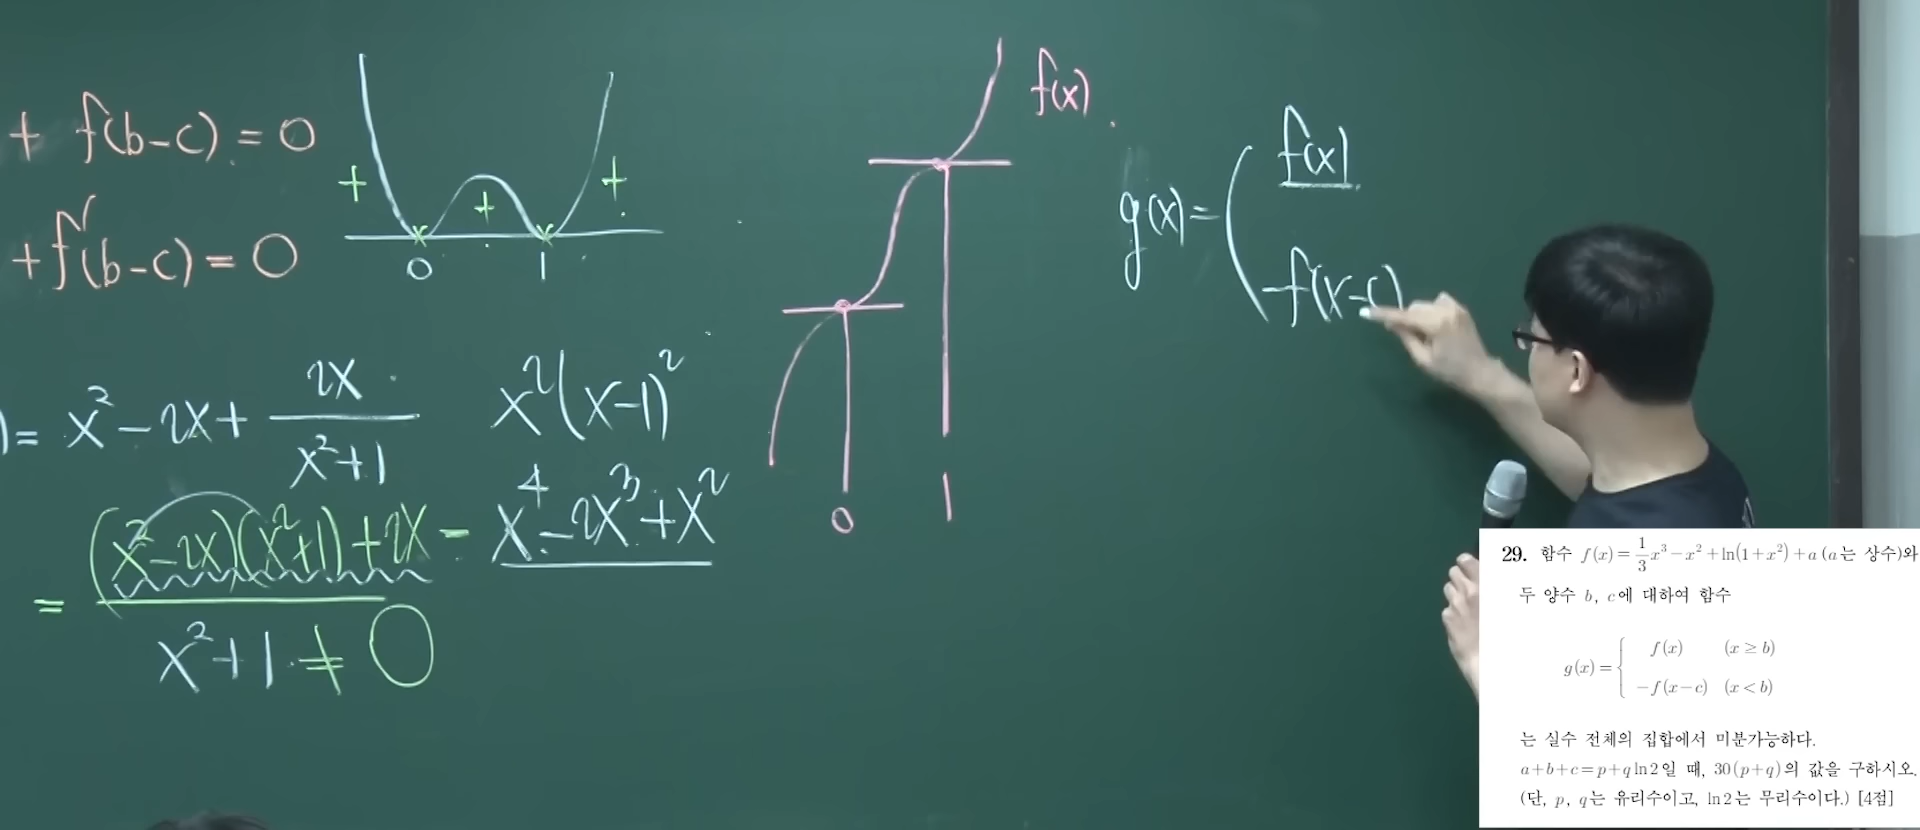 + f(b-c)=0
+f'(b-c)=0
+ + +
0 1
)= x²-2x+ 2x/(x²+1)
x²(x-1)²
= (x²-2x)(x²+1)+2x = x⁴-2x³+x²
x²+1≠0
f(x)
0 1
g(x)= ( f(x)
-f(x-c)
29. 함수 f(x)=1/3x³-x²+ln(1+x²)+a (a는 상수)와
두 양수 b, c에 대하여 함수
g(x)={ f(x) (x≥b)
-f(x-c) (x<b)
는 실수 전체의 집합에서 미분가능하다.
a+b+c=p+q ln2일 때, 30(p+q)의 값을 구하시오.
(단, p, q는 유리수이고, ln2는 무리수이다.) [4점]